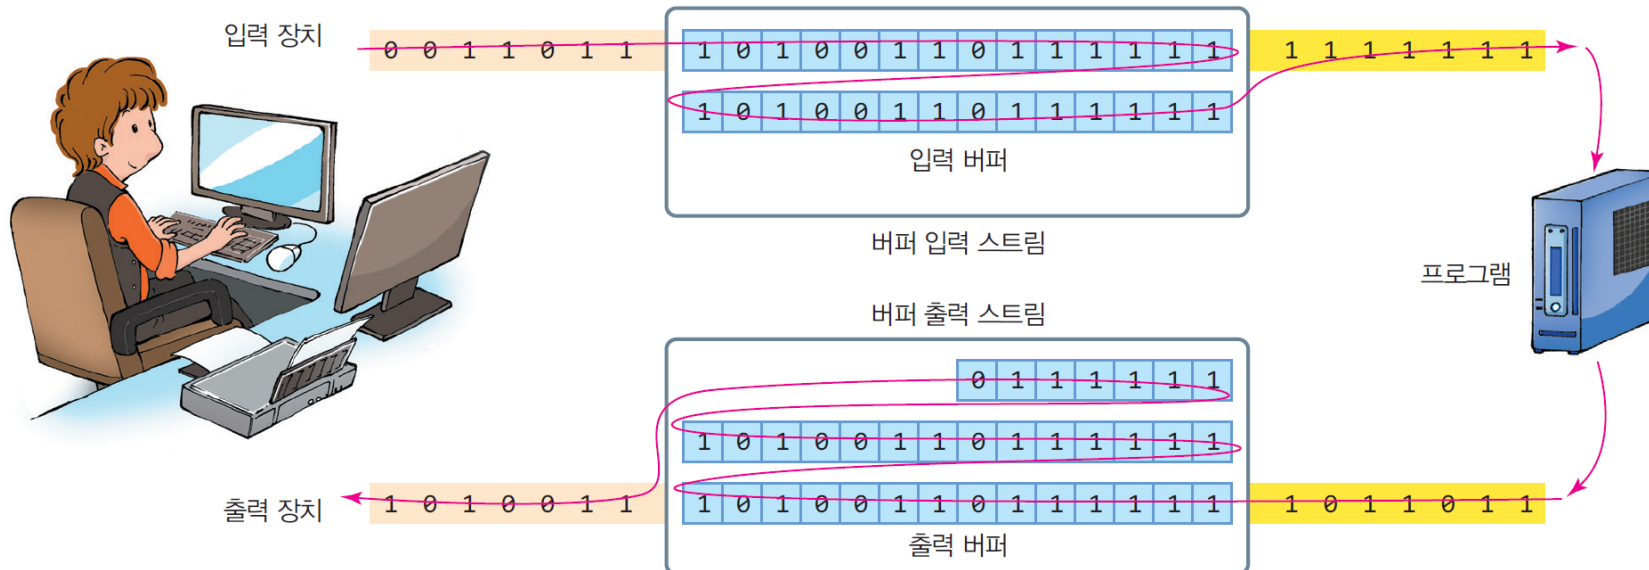 입력 장치
0 0 1 1 0 1 1 1 0 1 0 0 1 1 0 1 1 1 1 1 1 1 1 1 1 1 1 1
1 0 1 0 0 1 1 0 1 1 1 1 1 1
입력 버퍼
버퍼 입력 스트림
프로그램
버퍼 출력 스트림
0 1 1 1 1 1 1
1 0 1 0 0 1 1 0 1 1 1 1 1 1
출력 장치
1 0 1 0 0 1 1 1 0 1 0 0 1 1 0 1 1 1 1 1 1 1 0 1 1 0 1 1
출력 버퍼